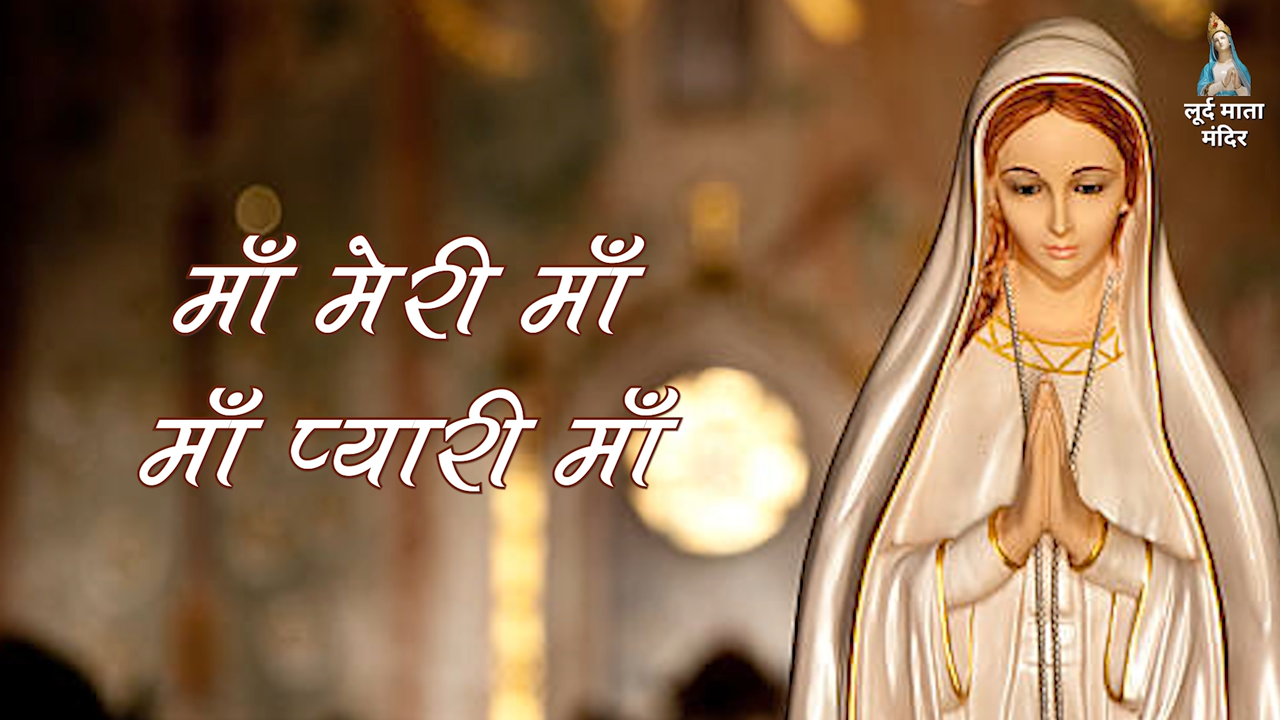 माँ मेरी माँ
माँ प्यारी माँ
लूर्द माता
मंदिर